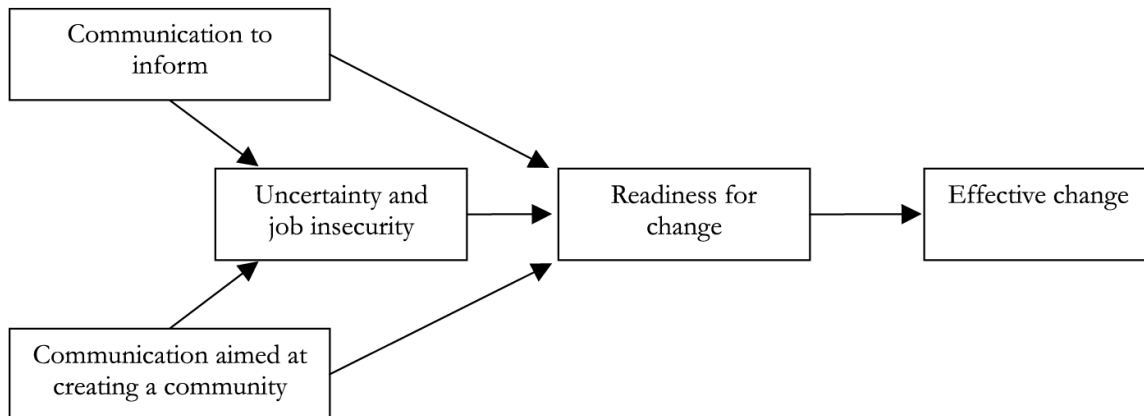 Communication to
inform
Uncertainty and
job insecurity
Readiness for
change
Effective change
Communication aimed at
creating a community